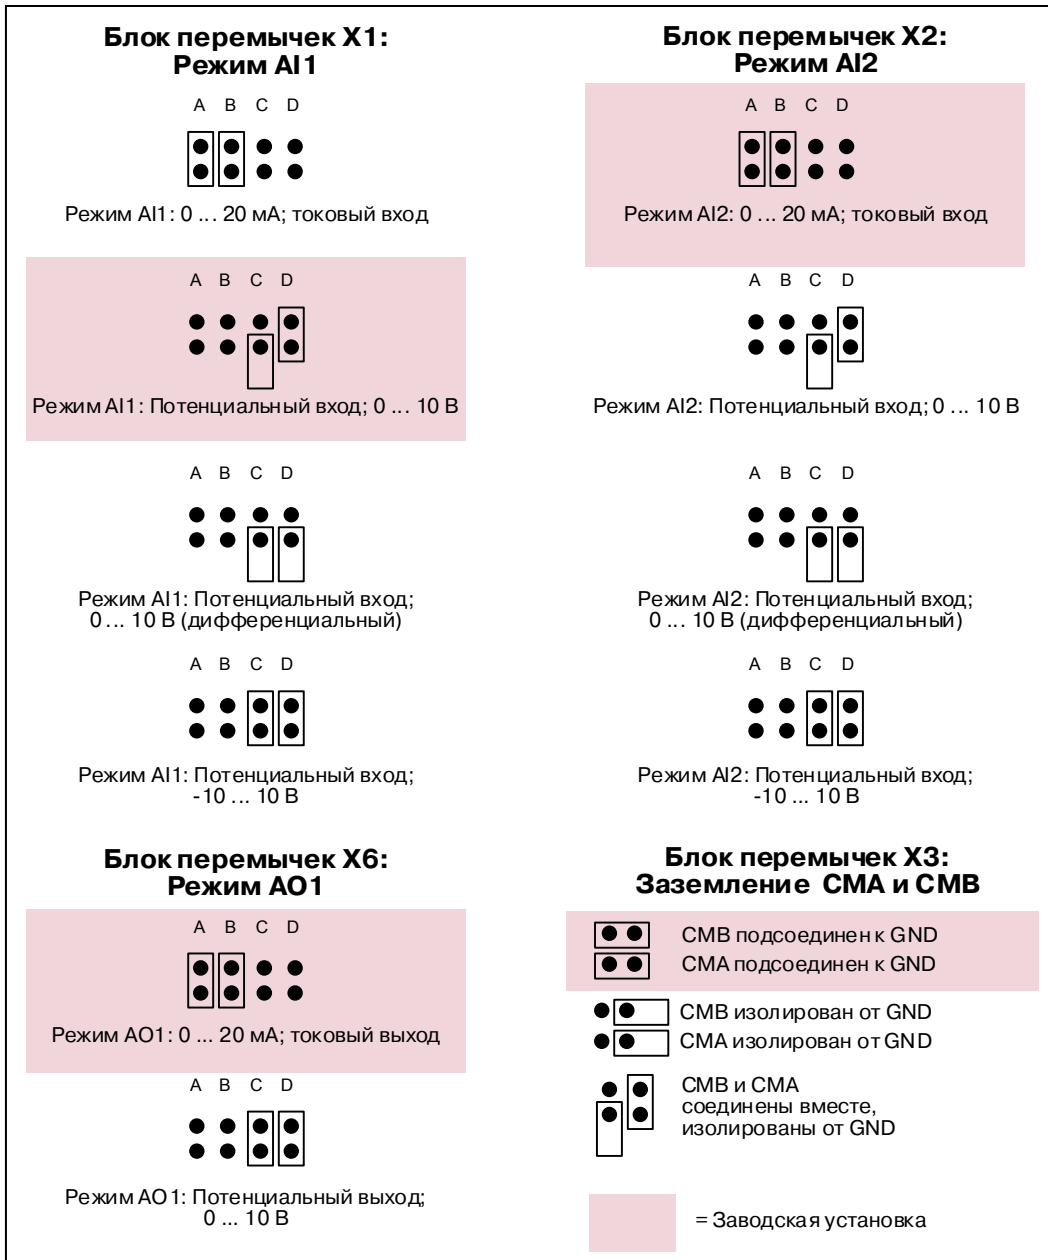 Блок перемычек X1:
Режим AI1
A B C D
Режим AI1: 0 ... 20 мА; токовый вход
A B C D
Режим AI1: Потенциальный вход; 0 ... 10 В
A B C D
Режим AI1: Потенциальный вход;
0 ... 10 В (дифференциальный)
A B C D
Режим AI1: Потенциальный вход;
-10 ... 10 В
Блок перемычек X2:
Режим AI2
A B C D
Режим AI2: 0 ... 20 мА; токовый вход
A B C D
Режим AI2: Потенциальный вход; 0 ... 10 В
A B C D
Режим AI2: Потенциальный вход;
0 ... 10 В (дифференциальный)
A B C D
Режим AI2: Потенциальный вход;
-10 ... 10 В
Блок перемычек X6:
Режим AO1
A B C D
Режим AO1: 0 ... 20 мА; токовый выход
A B C D
Режим AO1: Потенциальный выход;
0 ... 10 В
Блок перемычек X3:
Заземление CMA и CMB
CMB подсоединен к GND
CMA подсоединен к GND
CMB изолирован от GND
CMA изолирован от GND
CMB и CMA
соединены вместе,
изолированы от GND
= Заводская установка